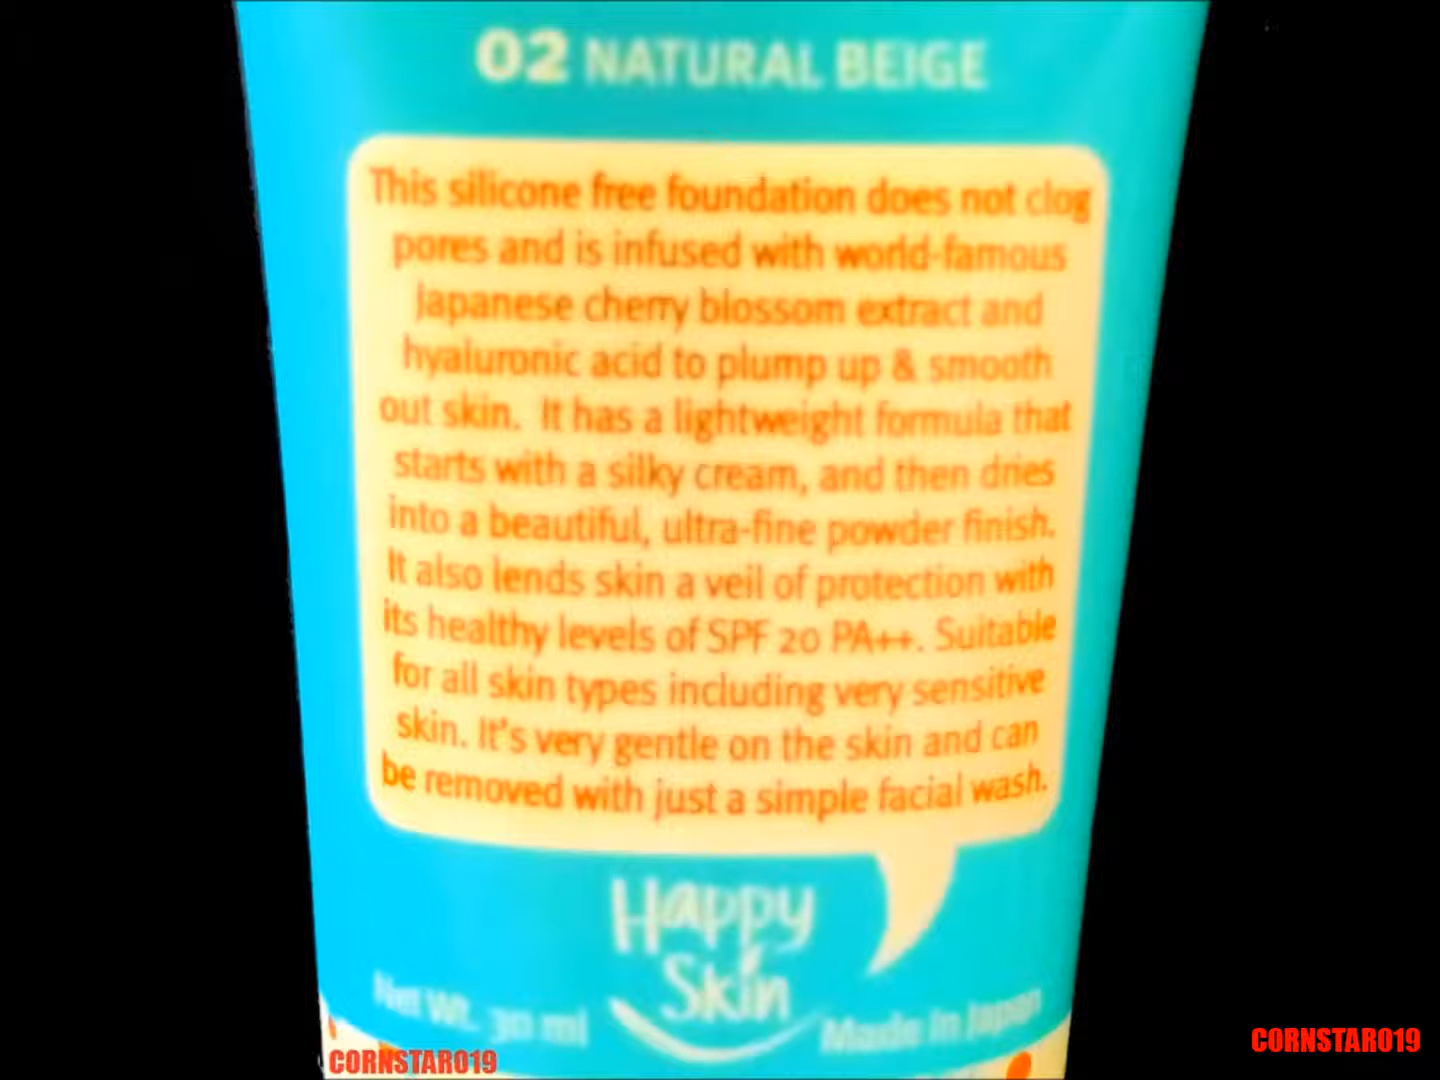 02 NATURAL BEIGE
This silicone free foundation does not clog
pores and is infused with world-famous
Japanese cherry blossom extract and
hyaluronic acid to plump up & smooth
out skin. It has a lightweight formula that
starts with a silky cream, and then dries
into a beautiful, ultra-fine powder finish.
It also lends skin a veil of protection with
its healthy levels of SPF 20 PA++. Suitable
for all skin types including very sensitive
skin. It's very gentle on the skin and can
be removed with just a simple facial wash.
Happy
Skin
Net Wt. 30 ml
Made in Japan
CORNSTAR019
CORNSTAR019